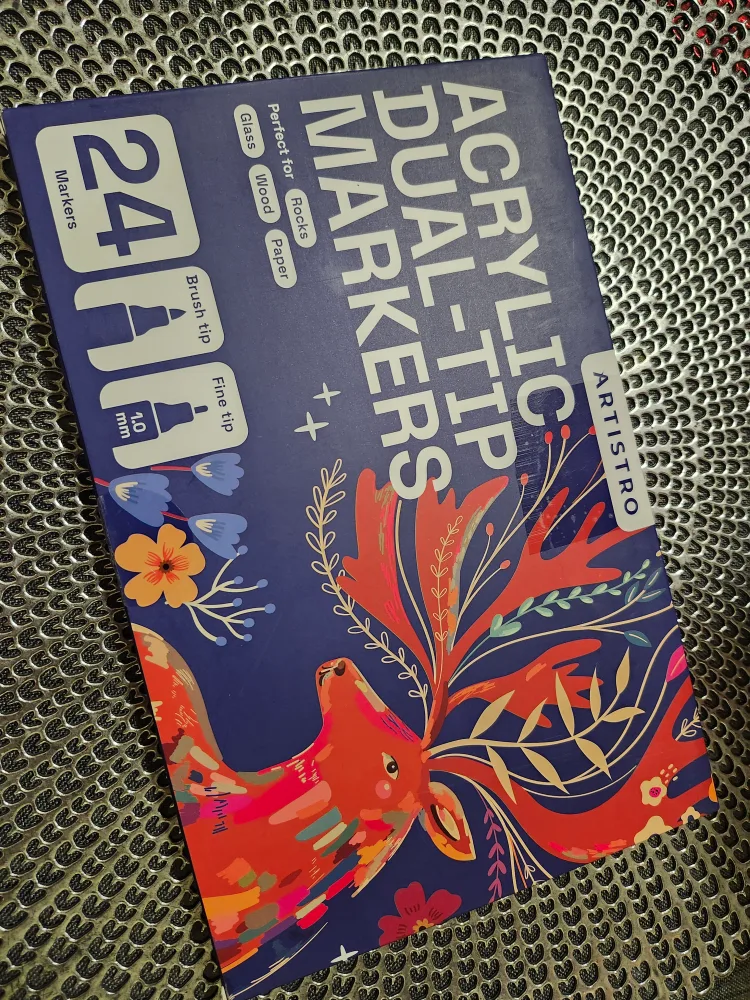 ARTISTRO
ACRYLIC
DUAL-TIP
MARKERS
Perfect for Rocks Paper
Glass Wood
Brush tip
Fine tip
1.0
mm
24
Markers